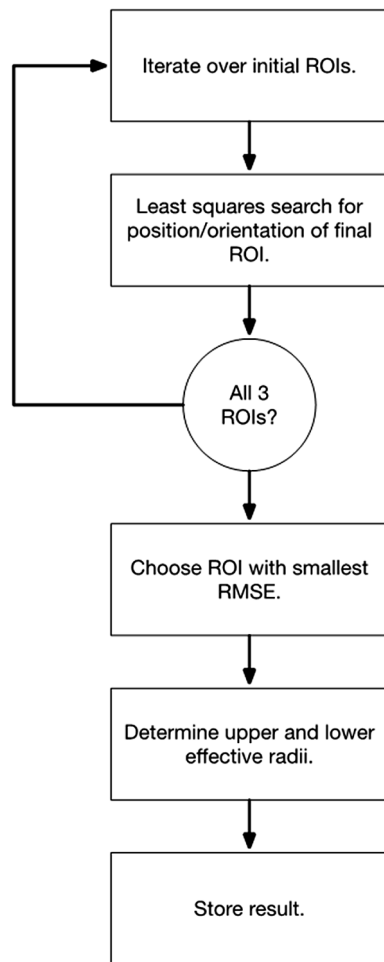 Iterate over initial ROIs.
Least squares search for
position/orientation of final
ROI.
All 3
ROIs?
Choose ROI with smallest
RMSE.
Determine upper and lower
effective radii.
Store result.